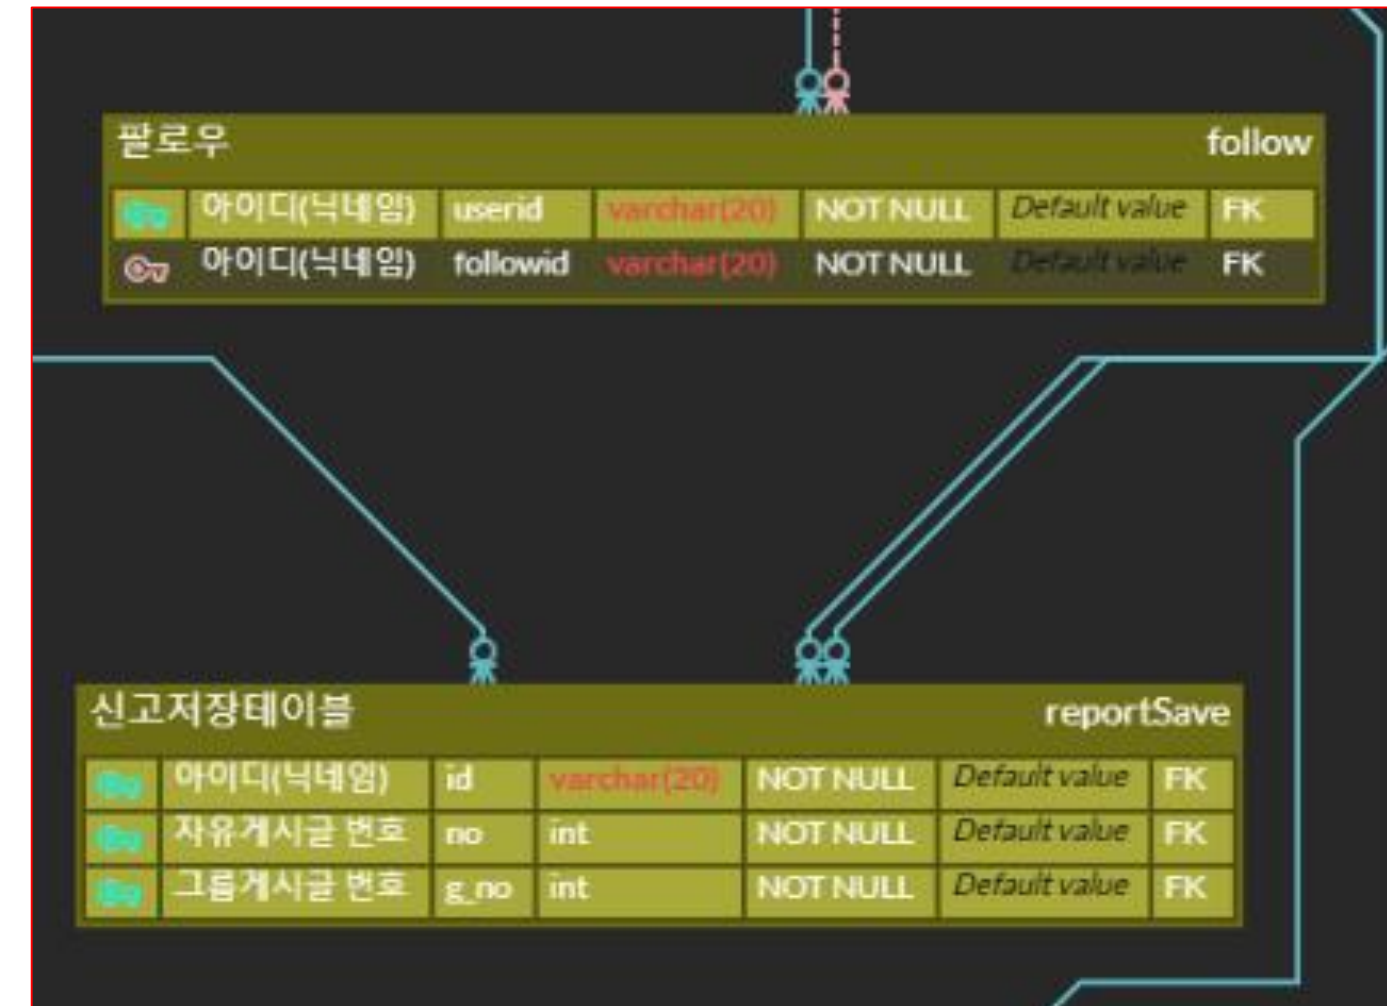 팔로우 follow
아이디(닉네임) userid varchar(20) NOT NULL Default value FK
아이디(닉네임) followid varchar(20) NOT NULL Default value FK
신고저장테이블 reportSave
아이디(닉네임) id varchar(20) NOT NULL Default value FK
자유게시글 번호 no int NOT NULL Default value FK
그룹게시글 번호 g_no int NOT NULL Default value FK